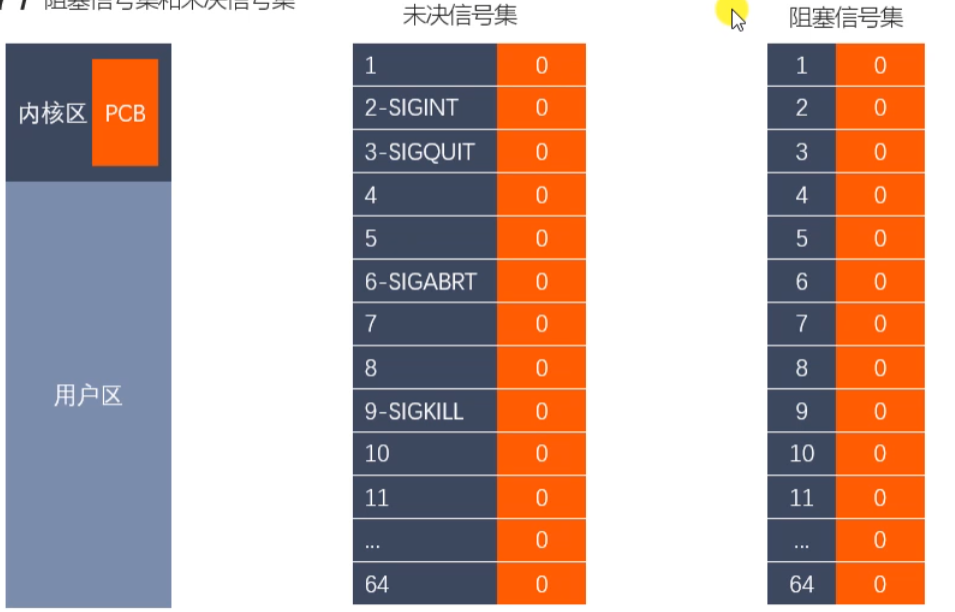 阻塞信号集和未决信号集
未决信号集
阻塞信号集
内核区 PCB
用户区
1 0
2-SIGINT 0
3-SIGQUIT 0
4 0
5 0
6-SIGABRT 0
7 0
8 0
9-SIGKILL 0
10 0
11 0
... 0
64 0
1 0
2 0
3 0
4 0
5 0
6 0
7 0
8 0
9 0
10 0
11 0
... 0
64 0